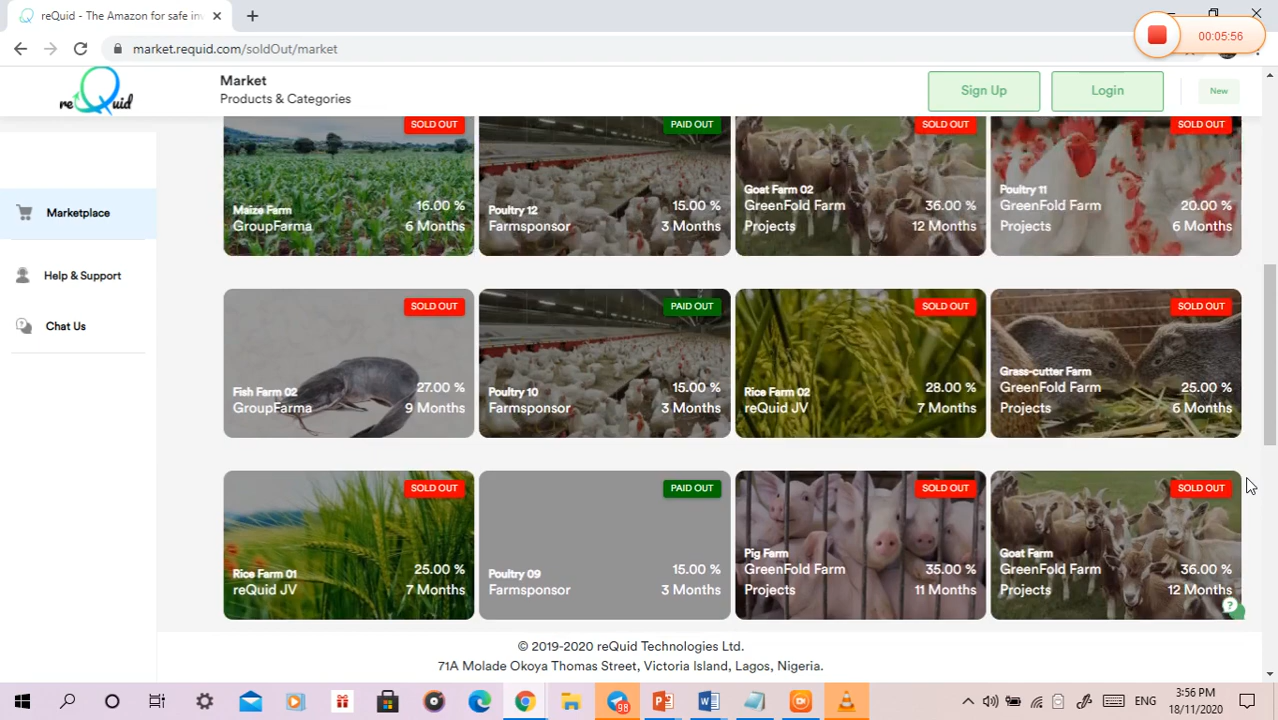 reQuid - The Amazon for safe inv
00:05:56
market.requid.com/soldOut/market
reQuid
Market
Products & Categories
Sign Up
Login
New
Marketplace
Help & Support
Chat Us
SOLD OUT
Maize Farm
GroupFarma
16.00 %
6 Months
PAID OUT
Poultry 12
Farmsponsor
15.00 %
3 Months
SOLD OUT
Goat Farm 02
GreenFold Farm
Projects
36.00 %
12 Months
SOLD OUT
Poultry 11
GreenFold Farm
Projects
20.00 %
6 Months
SOLD OUT
Fish Farm 02
GroupFarma
27.00 %
9 Months
PAID OUT
Poultry 10
Farmsponsor
15.00 %
3 Months
SOLD OUT
Rice Farm 02
reQuid JV
28.00 %
7 Months
SOLD OUT
Grass-cutter Farm
GreenFold Farm
Projects
25.00 %
6 Months
SOLD OUT
Rice Farm 01
reQuid JV
25.00 %
7 Months
PAID OUT
Poultry 09
Farmsponsor
15.00 %
3 Months
SOLD OUT
Pig Farm
GreenFold Farm
Projects
35.00 %
11 Months
SOLD OUT
Goat Farm
GreenFold Farm
Projects
36.00 %
12 Months
© 2019-2020 reQuid Technologies Ltd.
71A Molade Okoya Thomas Street, Victoria Island, Lagos, Nigeria.
98
ENG
3:56 PM
18/11/2020